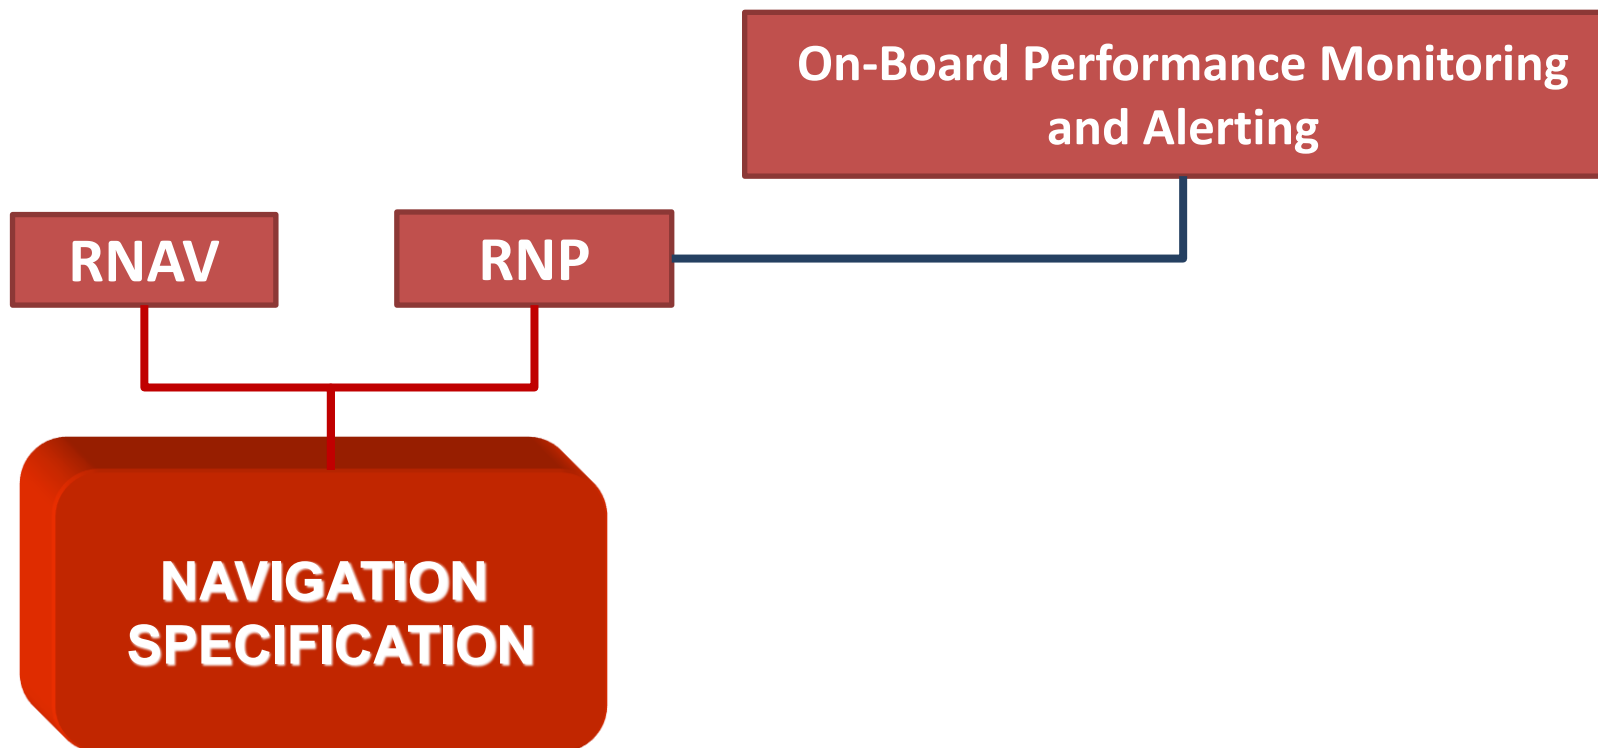 On-Board Performance Monitoring
and Alerting
RNAV
RNP
NAVIGATION
SPECIFICATION